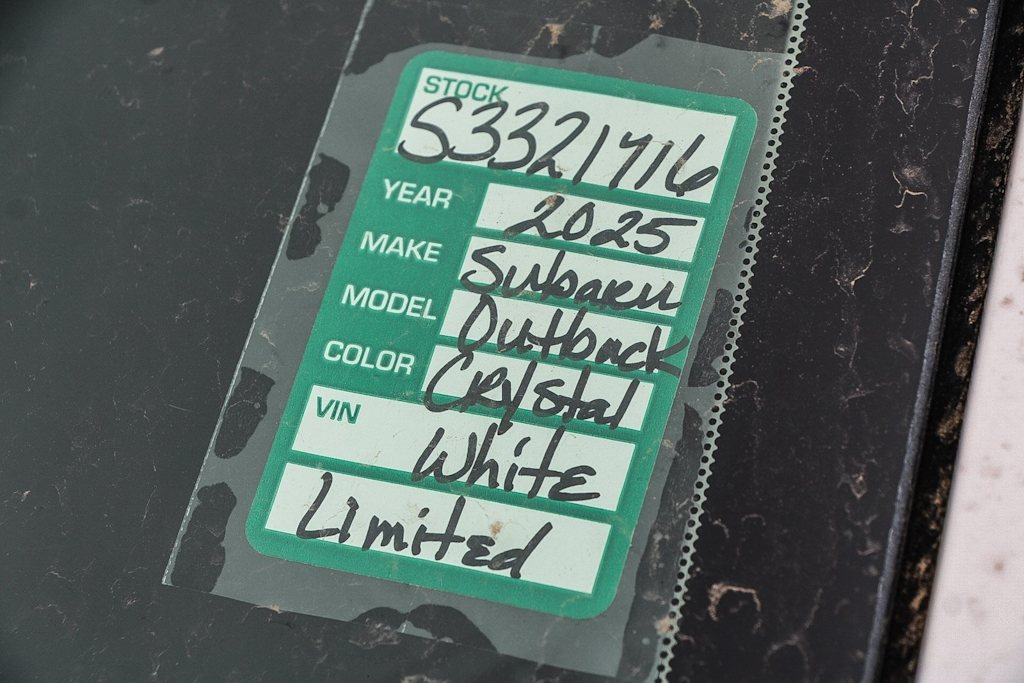 STOCK
S3321716
YEAR 2025
MAKE Subaru
MODEL Outback
COLOR Crystal
VIN White
Limited